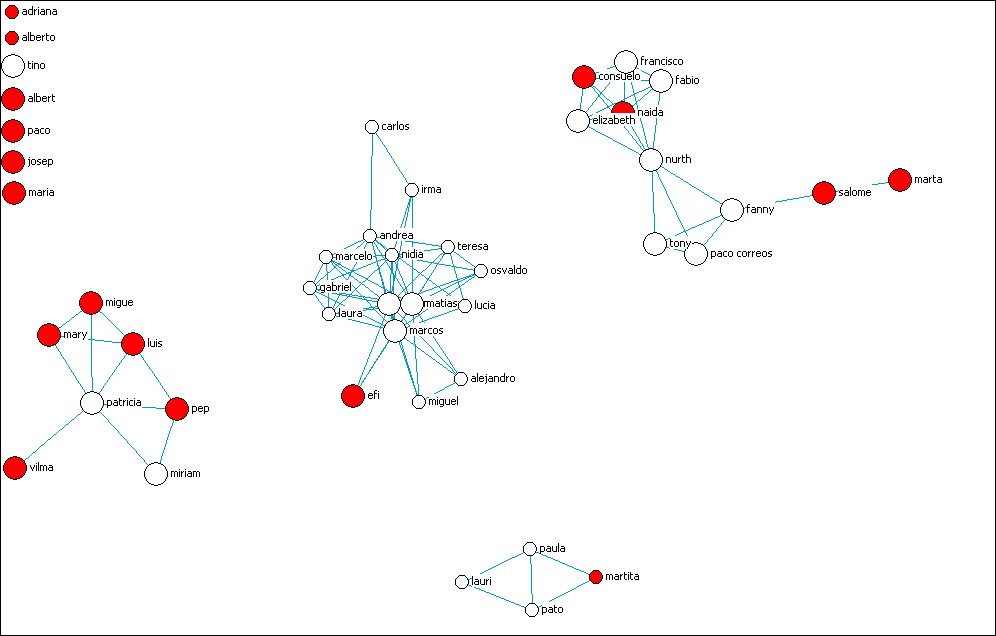 adriana
alberto
tino
albert
paco
josep
maria
francisco
consuelo
fabio
naida
elizabeth
nurth
marta
salome
fanny
tony
paco correos
carlos
irma
andrea
teresa
marcelo
nidia
osvaldo
gabriel
matias
lucia
laura
marcos
alejandro
efi
miguel
migue
mary
luis
patricia
pep
vilma
miriam
paula
martita
lauri
pato